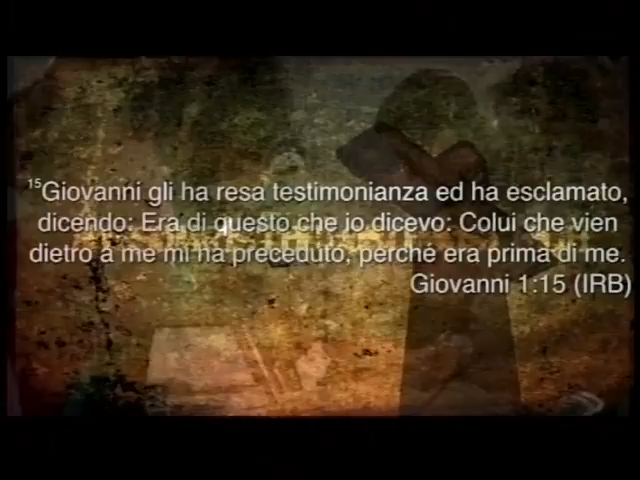 15Giovanni gli ha resa testimonianza ed ha esclamato,
dicendo: Era di questo che io dicevo: Colui che vien
dietro a me mi ha preceduto, perché era prima di me.
Giovanni 1:15 (IRB)